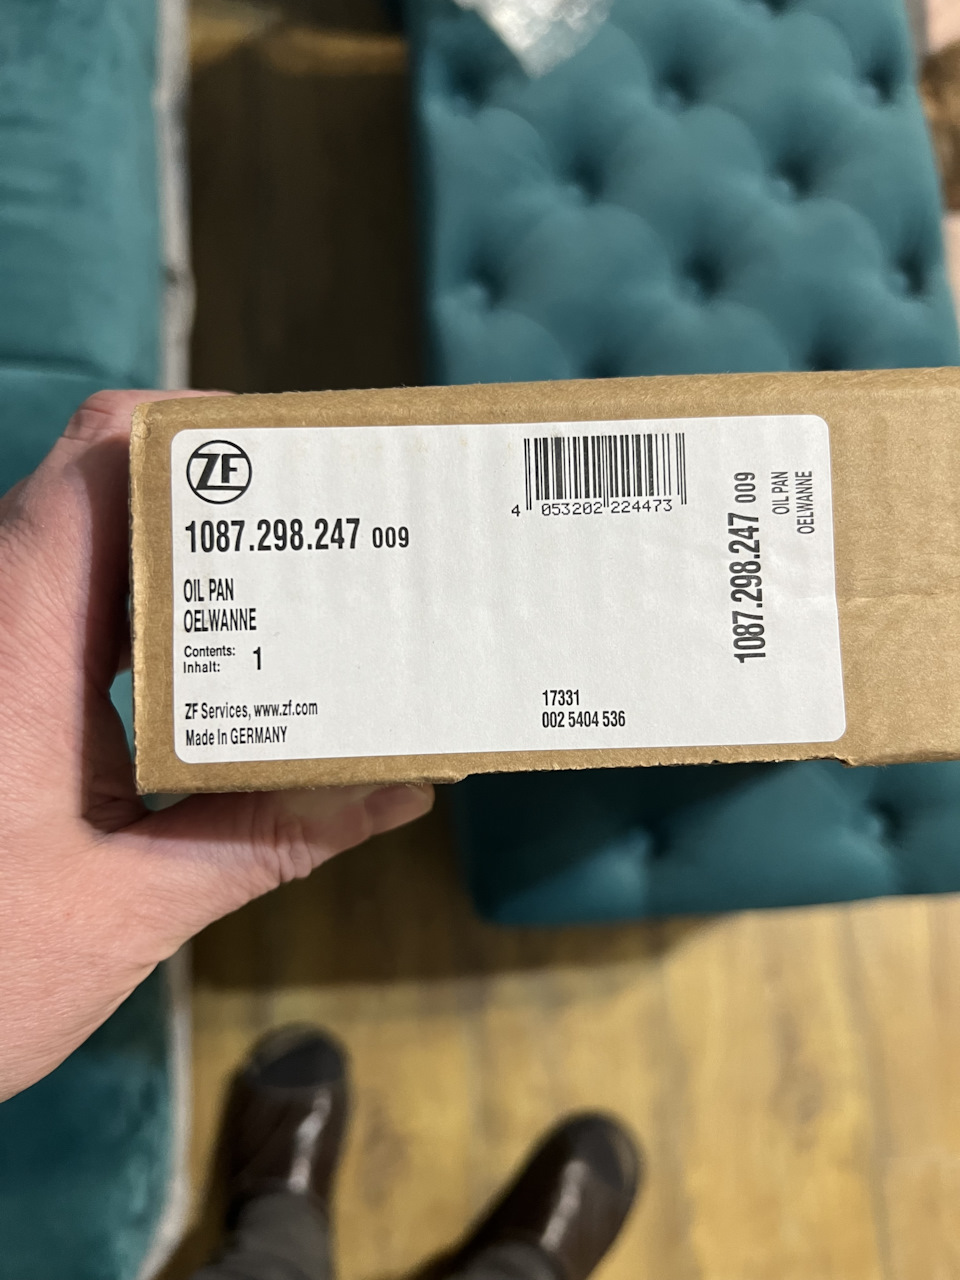 ZF
1087.298.247 009
OIL PAN
OELWANNE
Contents:
Inhalt: 1
ZF Services, www.zf.com
Made In GERMANY
4 053202 224473
17331
002 5404 536
1087.298.247 009
OIL PAN
OELWANNE